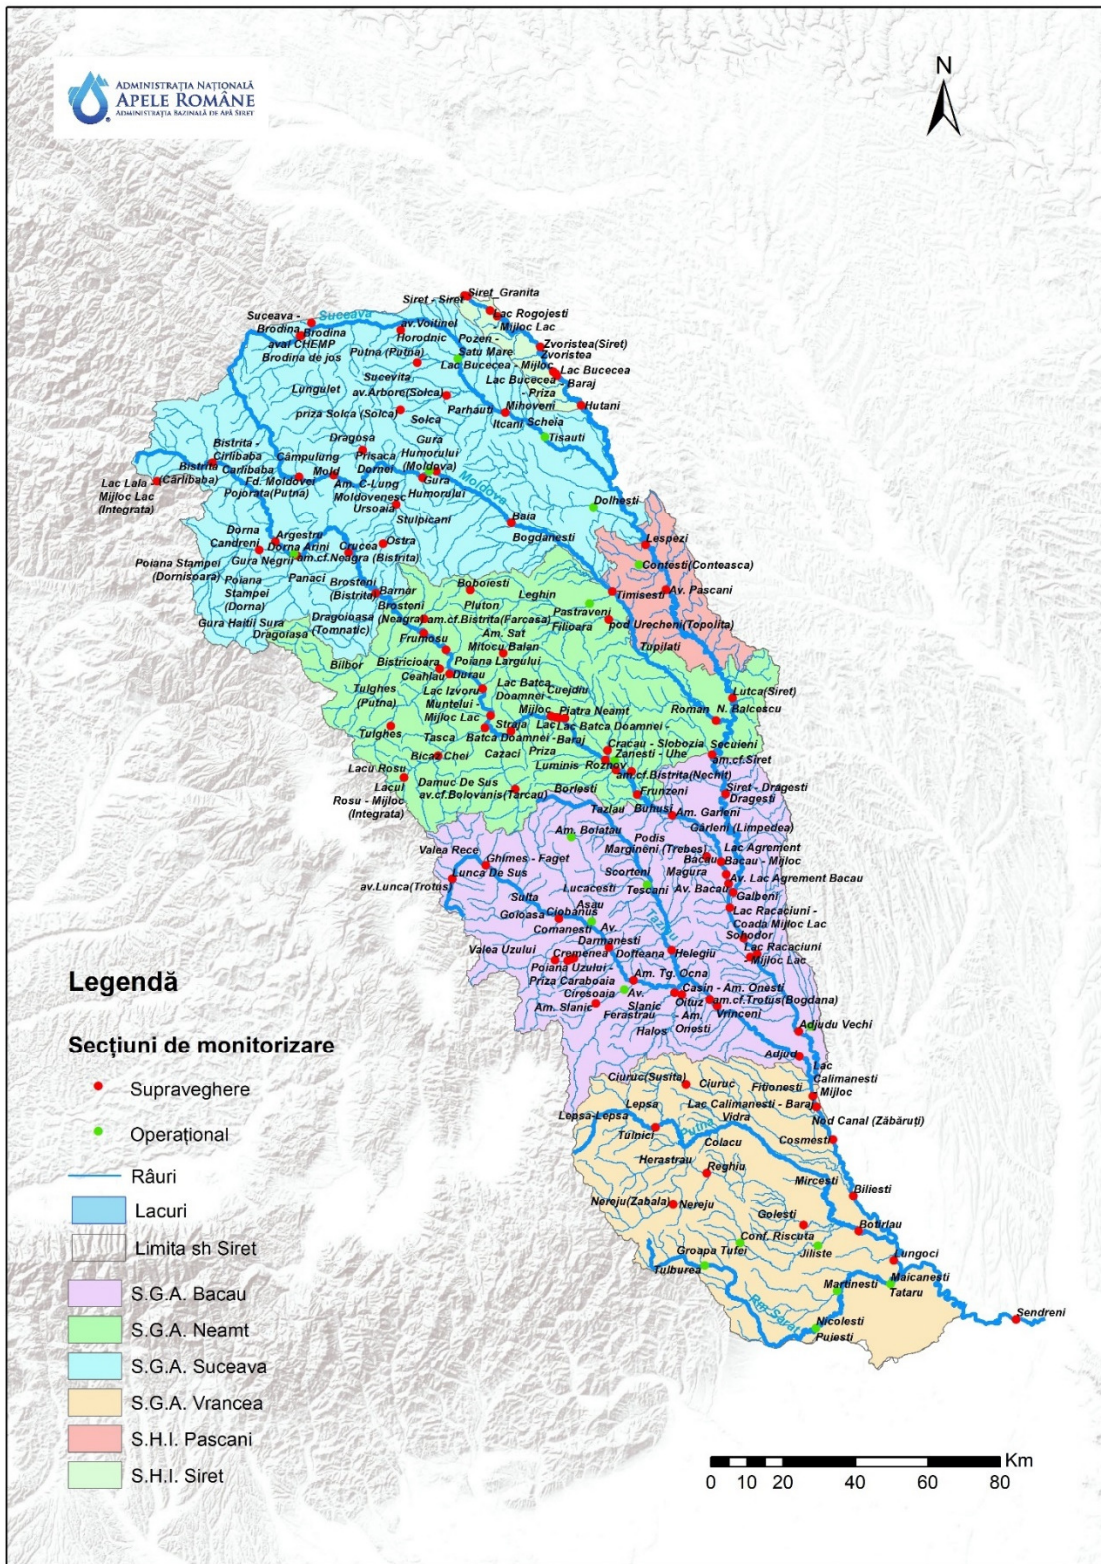 ADMINISTRAȚIA NAȚIONALĂ
APELE ROMÂNE
ADMINISTRAȚIA BAZINALĂ DE APĂ SIRET
N
Siret - Siret
Siret_Granita
Lac Rogojesti
- Mijloc Lac
Suceava -
Brodina
Suceava
Brodina
aval CHEMP
Brodina de jos
av.Voitinel
Horodnic
Pozen -
Satu Mare
Zvoristea(Siret)
Zvoristea
Putna (Putna)
Lac Bucecea - Mijloc
Lac Bucecea
- Priza
Lac Bucecea
- Baraj
Sucevita
Lungulet
av.Arbore(Solca)
priza Solca (Solca)
Solca
Parhauti
Mihoveni
Hutani
Itcani
Scheia
Tisauti
Dragosa
Gura
Humorului
(Moldova)
Bistrita -
Cirlibaba
Câmpulung
Prisaca
Dornei
Bistrita
(Cârlibaba)
Carlibaba
Fd. Moldovei
Mold
Am. C-Lung
Moldovenesc
Gura
Humorului
Moldova
Lac Lala -
Mijloc Lac
(Integrata)
Pojorata(Putna)
Ursoaia
Stulpicani
Baia
Bogdanesti
Dolhesti
Dorna
Candreni
Argestru
Dorna Arini
Crucea
Ostra
Lespezi
Gura Negrii
am.cf.Neagra (Bistrita)
Contesti(Conteasca)
Poiana Stampei
(Dornisoara)
Panaci
Poiana
Stampei
(Dorna)
Brosteni
(Bistrita)
Barnar
Boboiesti
Leghin
Timisesti
Av. Pascani
Gura Haitii Sura
Dragoiasa
Dragoioasa
(Tomnatic)
Brosteni
(Neagra)
Pluton
Pastraveni
am.cf.Bistrita(Farcasa)
Filioara
pod Urecheni(Topolita)
Frumosu
Am. Sat
Mitocu Balan
Tupilati
Bilbor
Bistricioara
Poiana Largului
Ceahlau
Durau
Tulghes
(Putna)
Lac Izvoru
Muntelui -
Mijloc Lac
Lac Batca
Doamnei -
Mijloc
Cuejdiu
Lutca(Siret)
Piatra Neamt
Roman
N. Balcescu
Tulghes
Tasca
Straja
Lac
Batca Doamnei -
Priza
Lac Batca Doamnei -
Baraj
Cracau - Slobozia
Secuieni
Bicaz Chei
Cazaci
Zanesti - Uhe
am.cf.Siret
Lacu Rosu
Luminis
Roznov
Lacul
Rosu - Mijloc
(Integrata)
Damuc De Sus
av.cf.Bolovanis(Tarcau)
am.cf.Bistrita(Nechit)
Siret - Dragesti
Dragesti
Borlesti
Frunzeni
Tazlau
Buhusi
Am. Garleni
Gârleni (Limpedea)
Am. Bolatau
Podis
Margineni (Trebes)
Lac Agrement
Bacau - Mijloc
Bacau
Valea Rece
Ghimes - Faget
Magura
Av. Lac Agrement Bacau
av.Lunca(Trotus)
Lunca De Sus
Scorteni
Lucacesti
Tescani
Av. Bacau
Galbeni
Sulta
Asau
Goioasa
Ciobanus
Av.
Lac Racaciuni -
Coada Mijloc Lac
Comanesti
Tazlau
Sohodor
Valea Uzului
Darmanesti
Cremenea
Dofteana
Helegiu
Lac Racaciuni
- Mijloc Lac
Poiana Uzului -
Priza Caraboaia
Am. Tg. Ocna
Ciresoaia
Av.
Slanic
Casin - Am. Onesti
Oituz
am.cf.Trotus(Bogdana)
Am. Slanic
Ferastrau
- Am.
Onesti
Vrinceni
Halos
Adjudu Vechi
Adjud
Lac
Calimanesti
- Mijloc
Ciuruc(Susita)
Ciuruc
Fitionesti
Lepsa
Lac Calimanesti - Baraj
Lepsa-Lepsa
Putna
Vidra
Nod Canal (Zăbăruți)
Tulnici
Colacu
Cosmesti
Herastrau
Reghiu
Mircesti
Biliesti
Nereju(Zabala)
Nereju
Golesti
Botirlau
Conf. Riscuta
Groapa Tufei
Jiliste
Lungoci
Tulburea
Martinesti
Maicanesti
Tataru
Rm Sarat
Nicolesti
Puiesti
Sendreni
Legendă
Secțiuni de monitorizare
Supraveghere
Operațional
Râuri
Lacuri
Limita sh Siret
S.G.A. Bacau
S.G.A. Neamt
S.G.A. Suceava
S.G.A. Vrancea
S.H.I. Pascani
S.H.I. Siret
Km
0 10 20 40 60 80